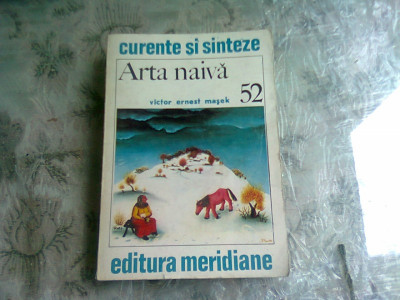 curente și sinteze
Arta naivă
victor ernest mașek
52
editura meridiane